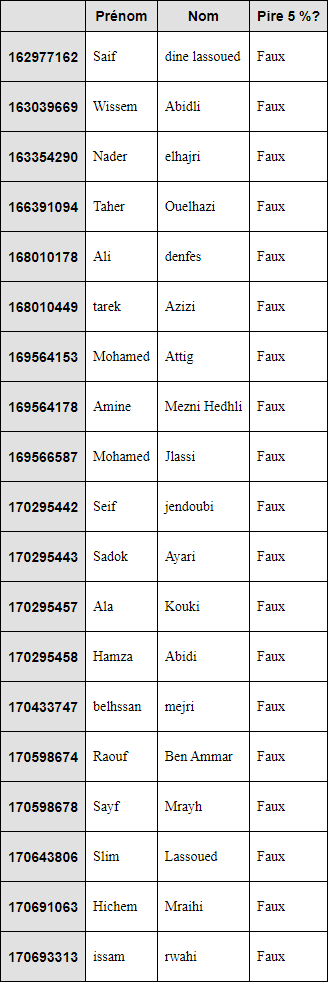 Prénom Nom Pire 5 %?
162977162 Saif dine lassoued Faux
163039669 Wissem Abidli Faux
163354290 Nader elhajri Faux
166391094 Taher Ouelhazi Faux
168010178 Ali denfes Faux
168010449 tarek Azizi Faux
169564153 Mohamed Attig Faux
169564178 Amine Mezni Hedhli Faux
169566587 Mohamed Jlassi Faux
170295442 Seif jendoubi Faux
170295443 Sadok Ayari Faux
170295457 Ala Kouki Faux
170295458 Hamza Abidi Faux
170433747 belhssan mejri Faux
170598674 Raouf Ben Ammar Faux
170598678 Sayf Mrayh Faux
170643806 Slim Lassoued Faux
170691063 Hichem Mraihi Faux
170693313 issam rwahi Faux